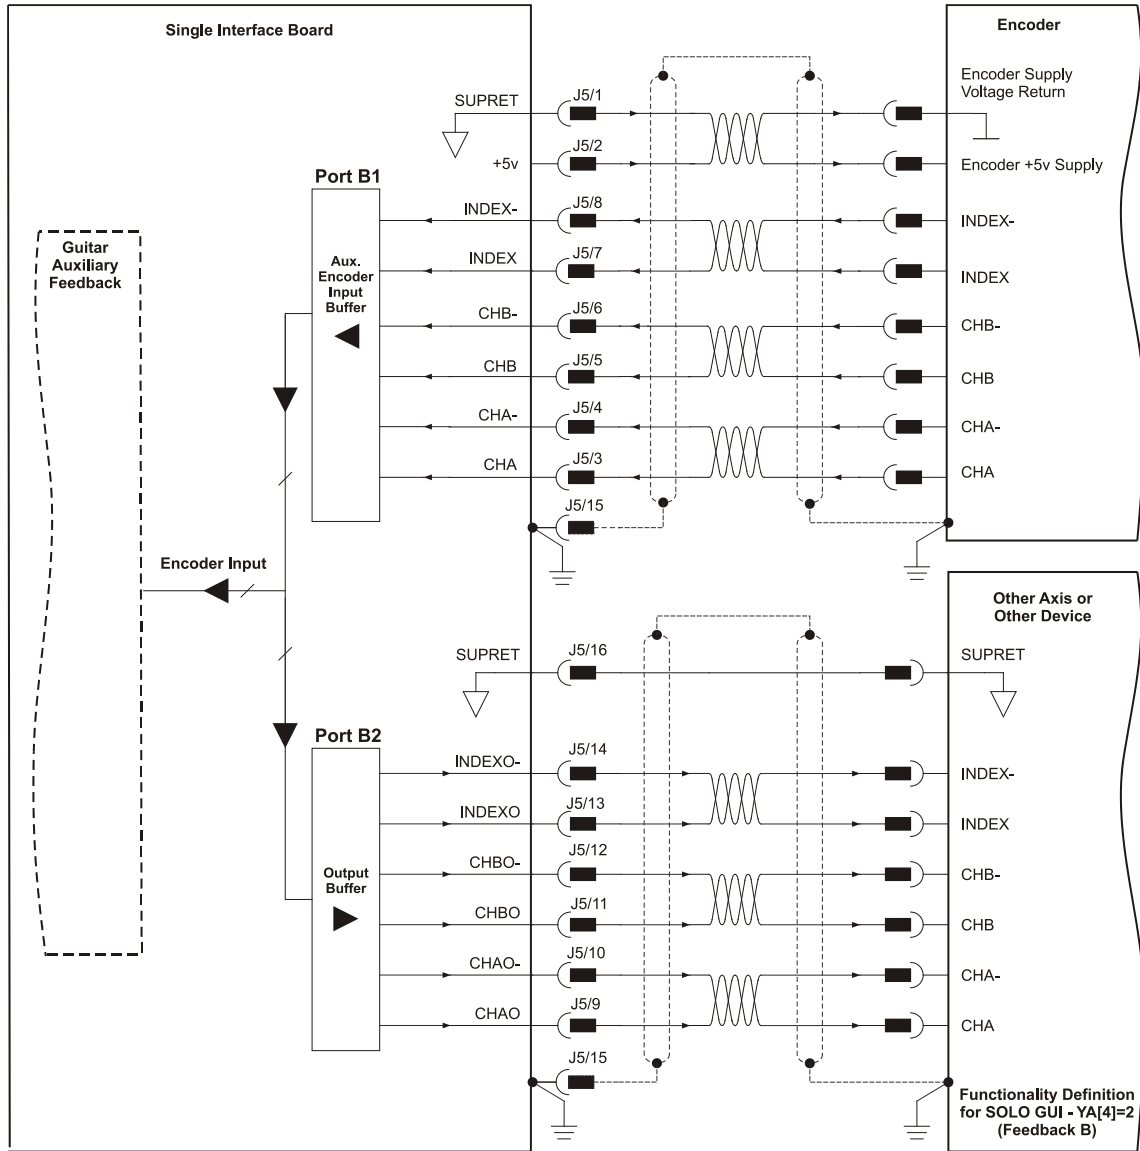 Single Interface Board
Encoder
SUPRET
J5/1
Encoder Supply
Voltage Return
+5v
J5/2
Encoder +5v Supply
Port B1
INDEX-
J5/8
INDEX-
Guitar
Auxiliary
Feedback
Aux.
Encoder
Input
Buffer
INDEX
J5/7
INDEX
CHB-
J5/6
CHB-
CHB
J5/5
CHB
CHA-
J5/4
CHA-
CHA
J5/3
CHA
J5/15
Encoder Input
Other Axis or
Other Device
SUPRET
J5/16
SUPRET
Port B2
INDEXO-
J5/14
INDEX-
INDEXO
J5/13
INDEX
Output
Buffer
CHBO-
J5/12
CHB-
CHBO
J5/11
CHB
CHAO-
J5/10
CHA-
CHAO
J5/9
CHA
J5/15
Functionality Definition
for SOLO GUI - YA[4]=2
(Feedback B)